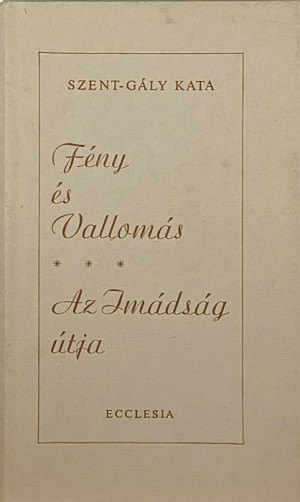 SZENT-GÁLY KATA
Fény
és
Vallomás
* * *
Az Imádság
útja
ECCLESIA